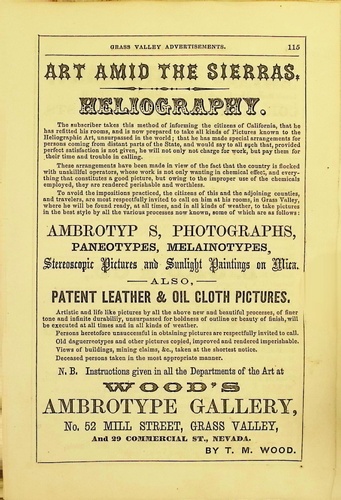 GRASS VALLEY ADVERTISEMENTS. 115
ART AMID THE SIERRAS,
HELIOGRAPHY.
The subscriber takes this method of informing the citizens of California, that he
has refitted his rooms, and is now prepared to take all kinds of Pictures known to the
Heliographic Art, unsurpassed in the world; that he has made special arrangements for
persons coming from distant parts of the State, and would say to all such that, provided
perfect satisfaction is not given, he will not only not charge for work, but pay them for
their time and trouble in calling.
These arrangements have been made in view of the fact that the country is flocked
with unskillful operators, whose work is not only wanting in chemical effect, and every-
thing that constitutes a good picture, but owing to the improper use of the chemicals
employed, they are rendered perishable and worthless.
To avoid the impositions practiced, the citizens of this and the adjoining counties,
and travelers, are most respectfully invited to call on him at his rooms, in Grass Valley,
where he will be found ready, at all times, and in all kinds of weather, to take pictures
in the best style by all the various processes now known, some of which are as follows:
AMBROTYP S, PHOTOGRAPHS,
PANEOTYPES, MELAINOTYPES,
Stereoscopic Pictures and Sunlight Paintings on Mica.
ALSO,
PATENT LEATHER & OIL CLOTH PICTURES.
Artistic and life like pictures by all the above new and beautiful processes, of finer
tone and infinite durability, unsurpassed for boldness of outline or beauty of finish, will
be executed at all times and in all kinds of weather.
Persons heretofore unsuccessful in obtaining pictures are respectfully invited to call.
Old daguerreotypes and other pictures copied, improved and rendered imperishable.
Views of buildings, mining claims, &c., taken at the shortest notice.
Deceased persons taken in the most appropriate manner.
N. B. Instructions given in all the Departments of the Art at
WOOD'S
AMBROTYPE GALLERY,
No. 52 MILL STREET, GRASS VALLEY,
And 29 COMMERCIAL ST., NEVADA.
BY T. M. WOOD.